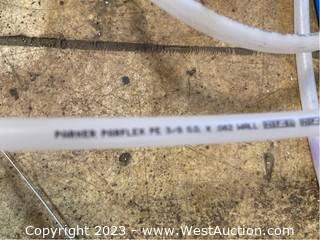 PARKER PARFLEX PE 3/8 O.D. X .062 WALL
Copyright 2023 - www.WestAuction.com